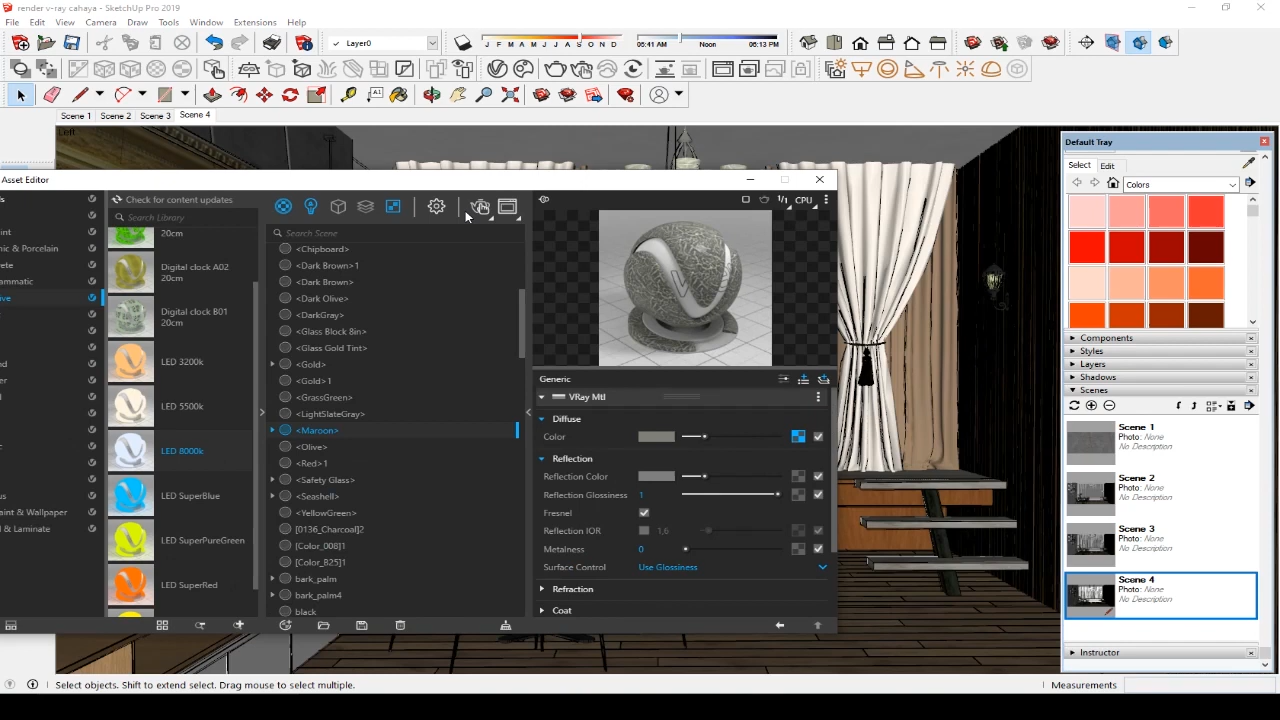 render v-ray cahaya - SketchUp Pro 2019
File Edit View Camera Draw Tools Window Extensions Help
Layer0
J F M A M J J A S O N D
06:41 AM Noon 06:13 PM
Scene 1 Scene 2 Scene 3 Scene 4
Left
Asset Editor
Check for content updates
Search Library
20cm
Digital clock A02
20cm
Digital clock B01
20cm
LED 3200k
LED 5500k
LED 8000k
LED SuperBlue
LED SuperPureGreen
LED SuperRed
Search Scene
<Chipboard>
<Dark Brown>1
<Dark Brown>
<Dark Olive>
<DarkGray>
<Glass Block 8in>
<Glass Gold Tint>
<Gold>
<Gold>1
<GrassGreen>
<LightSlateGray>
<Maroon>
<Olive>
<Red>1
<Safety Glass>
<Seashell>
<YellowGreen>
[0136_Charcoal]2
[Color_008]1
[Color_B25]1
bark_palm
bark_palm4
black
1/1 CPU
Generic
VRay Mtl
Diffuse
Color
Reflection
Reflection Color
Reflection Glossiness 1
Fresnel
Reflection IOR 1,6
Metalness 0
Surface Control Use Glossiness
Refraction
Coat
Default Tray
Select Edit
Colors
Components
Styles
Layers
Shadows
Scenes
Scene 1
Photo: None
No Description
Scene 2
Photo: None
No Description
Scene 3
Photo: None
No Description
Scene 4
Photo: None
No Description
Instructor
Select objects. Shift to extend select. Drag mouse to select multiple.
Measurements